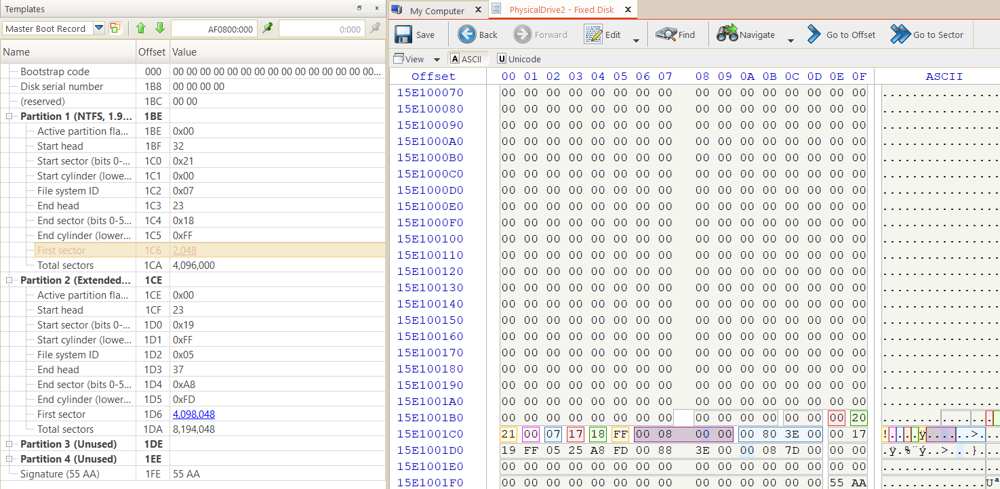 Templates
Master Boot Record AF0800:000 0:000
Name Offset Value
Bootstrap code 000 00 00 00 00 00 00 00 00 00 00 00 00 00 00 00...
Disk serial number 1B8 00 00 00 00
(reserved) 1BC 00 00
Partition 1 (NTFS, 1.9... 1BE
Active partition fla... 1BE 0x00
Start head 1BF 32
Start sector (bits 0-... 1C0 0x21
Start cylinder (lowe... 1C1 0x00
File system ID 1C2 0x07
End head 1C3 23
End sector (bits 0-5... 1C4 0x18
End cylinder (lower... 1C5 0xFF
First sector 1C6 2,048
Total sectors 1CA 4,096,000
Partition 2 (Extended... 1CE
Active partition fla... 1CE 0x00
Start head 1CF 23
Start sector (bits 0-... 1D0 0x19
Start cylinder (lowe... 1D1 0xFF
File system ID 1D2 0x05
End head 1D3 37
End sector (bits 0-5... 1D4 0xA8
End cylinder (lower... 1D5 0xFD
First sector 1D6 4,098,048
Total sectors 1DA 8,194,048
Partition 3 (Unused) 1DE
Partition 4 (Unused) 1EE
Signature (55 AA) 1FE 55 AA
My Computer PhysicalDrive2 - Fixed Disk
Save Back Forward Edit Find Navigate Go to Offset Go to Sector
View A ASCII U Unicode
Offset 00 01 02 03 04 05 06 07 08 09 0A 0B 0C 0D 0E 0F ASCII
15E100070 00 00 00 00 00 00 00 00 00 00 00 00 00 00 00 00 ................
15E100080 00 00 00 00 00 00 00 00 00 00 00 00 00 00 00 00 ................
15E100090 00 00 00 00 00 00 00 00 00 00 00 00 00 00 00 00 ................
15E1000A0 00 00 00 00 00 00 00 00 00 00 00 00 00 00 00 00 ................
15E1000B0 00 00 00 00 00 00 00 00 00 00 00 00 00 00 00 00 ................
15E1000C0 00 00 00 00 00 00 00 00 00 00 00 00 00 00 00 00 ................
15E1000D0 00 00 00 00 00 00 00 00 00 00 00 00 00 00 00 00 ................
15E1000E0 00 00 00 00 00 00 00 00 00 00 00 00 00 00 00 00 ................
15E1000F0 00 00 00 00 00 00 00 00 00 00 00 00 00 00 00 00 ................
15E100100 00 00 00 00 00 00 00 00 00 00 00 00 00 00 00 00 ................
15E100110 00 00 00 00 00 00 00 00 00 00 00 00 00 00 00 00 ................
15E100120 00 00 00 00 00 00 00 00 00 00 00 00 00 00 00 00 ................
15E100130 00 00 00 00 00 00 00 00 00 00 00 00 00 00 00 00 ................
15E100140 00 00 00 00 00 00 00 00 00 00 00 00 00 00 00 00 ................
15E100150 00 00 00 00 00 00 00 00 00 00 00 00 00 00 00 00 ................
15E100160 00 00 00 00 00 00 00 00 00 00 00 00 00 00 00 00 ................
15E100170 00 00 00 00 00 00 00 00 00 00 00 00 00 00 00 00 ................
15E100180 00 00 00 00 00 00 00 00 00 00 00 00 00 00 00 00 ................
15E100190 00 00 00 00 00 00 00 00 00 00 00 00 00 00 00 00 ................
15E1001A0 00 00 00 00 00 00 00 00 00 00 00 00 00 00 00 00 ................
15E1001B0 00 00 00 00 00 00 00 00 00 00 00 00 00 00 00 20 ...............
15E1001C0 21 00 07 17 18 FF 00 08 00 00 00 80 3E 00 00 17 !....ÿ......>..
15E1001D0 19 FF 05 25 A8 FD 00 88 3E 00 00 08 7D 00 00 00 .ÿ.%¨ý..>...}...
15E1001E0 00 00 00 00 00 00 00 00 00 00 00 00 00 00 00 00 ................
15E1001F0 00 00 00 00 00 00 00 00 00 00 00 00 00 00 55 AA ..............Uª